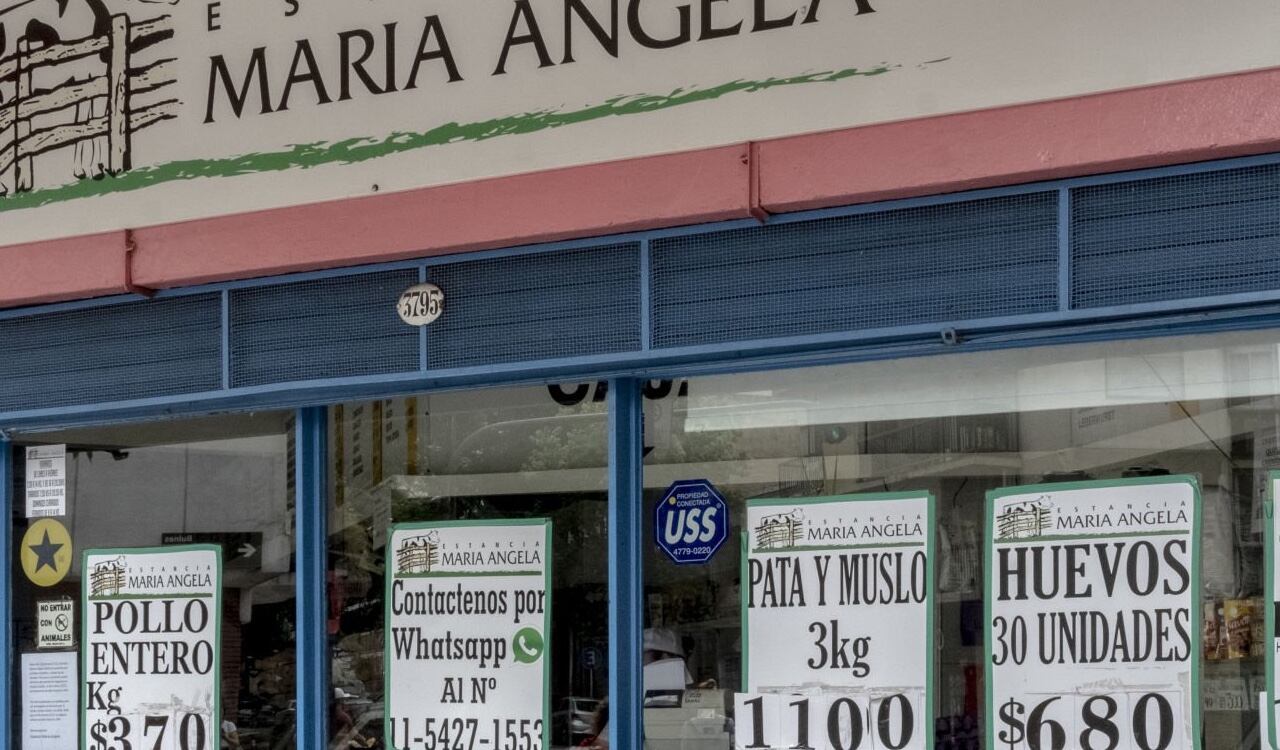 MARIA ANGELA
3795
NO ENTRAR
CON
ANIMALES
ESTANCIA
MARIA ANGELA
POLLO
ENTERO
Kg
$370
Bulnes
ESTANCIA
MARIA ANGELA
Contactenos por
Whatsapp
Al Nº
11-5427-1553
PROPIEDAD
CONECTADA
USS
4779-0220
ESTANCIA
MARIA ANGELA
PATA Y MUSLO
3kg
1100
ESTANCIA
MARIA ANGELA
HUEVOS
30 UNIDADES
$680